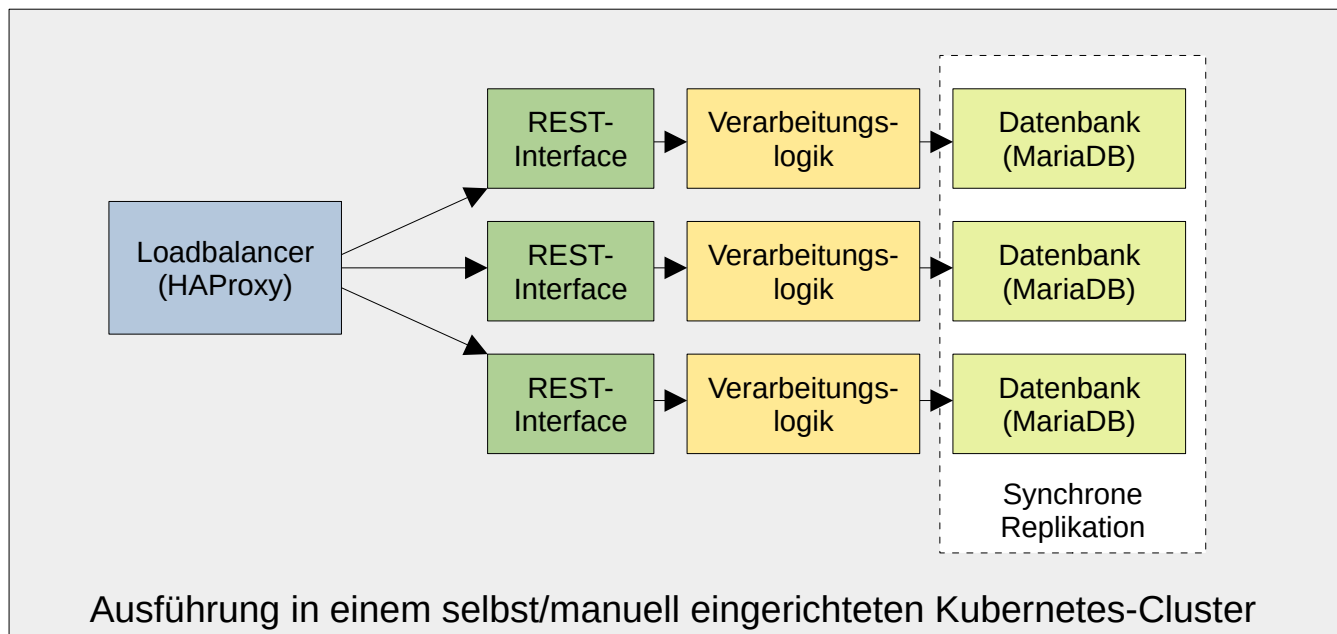 REST-
Interface
Verarbeitungs-
logik
Datenbank
(MariaDB)
Loadbalancer
(HAProxy)
REST-
Interface
Verarbeitungs-
logik
Datenbank
(MariaDB)
REST-
Interface
Verarbeitungs-
logik
Datenbank
(MariaDB)
Synchrone
Replikation
Ausführung in einem selbst/manuell eingerichteten Kubernetes-Cluster